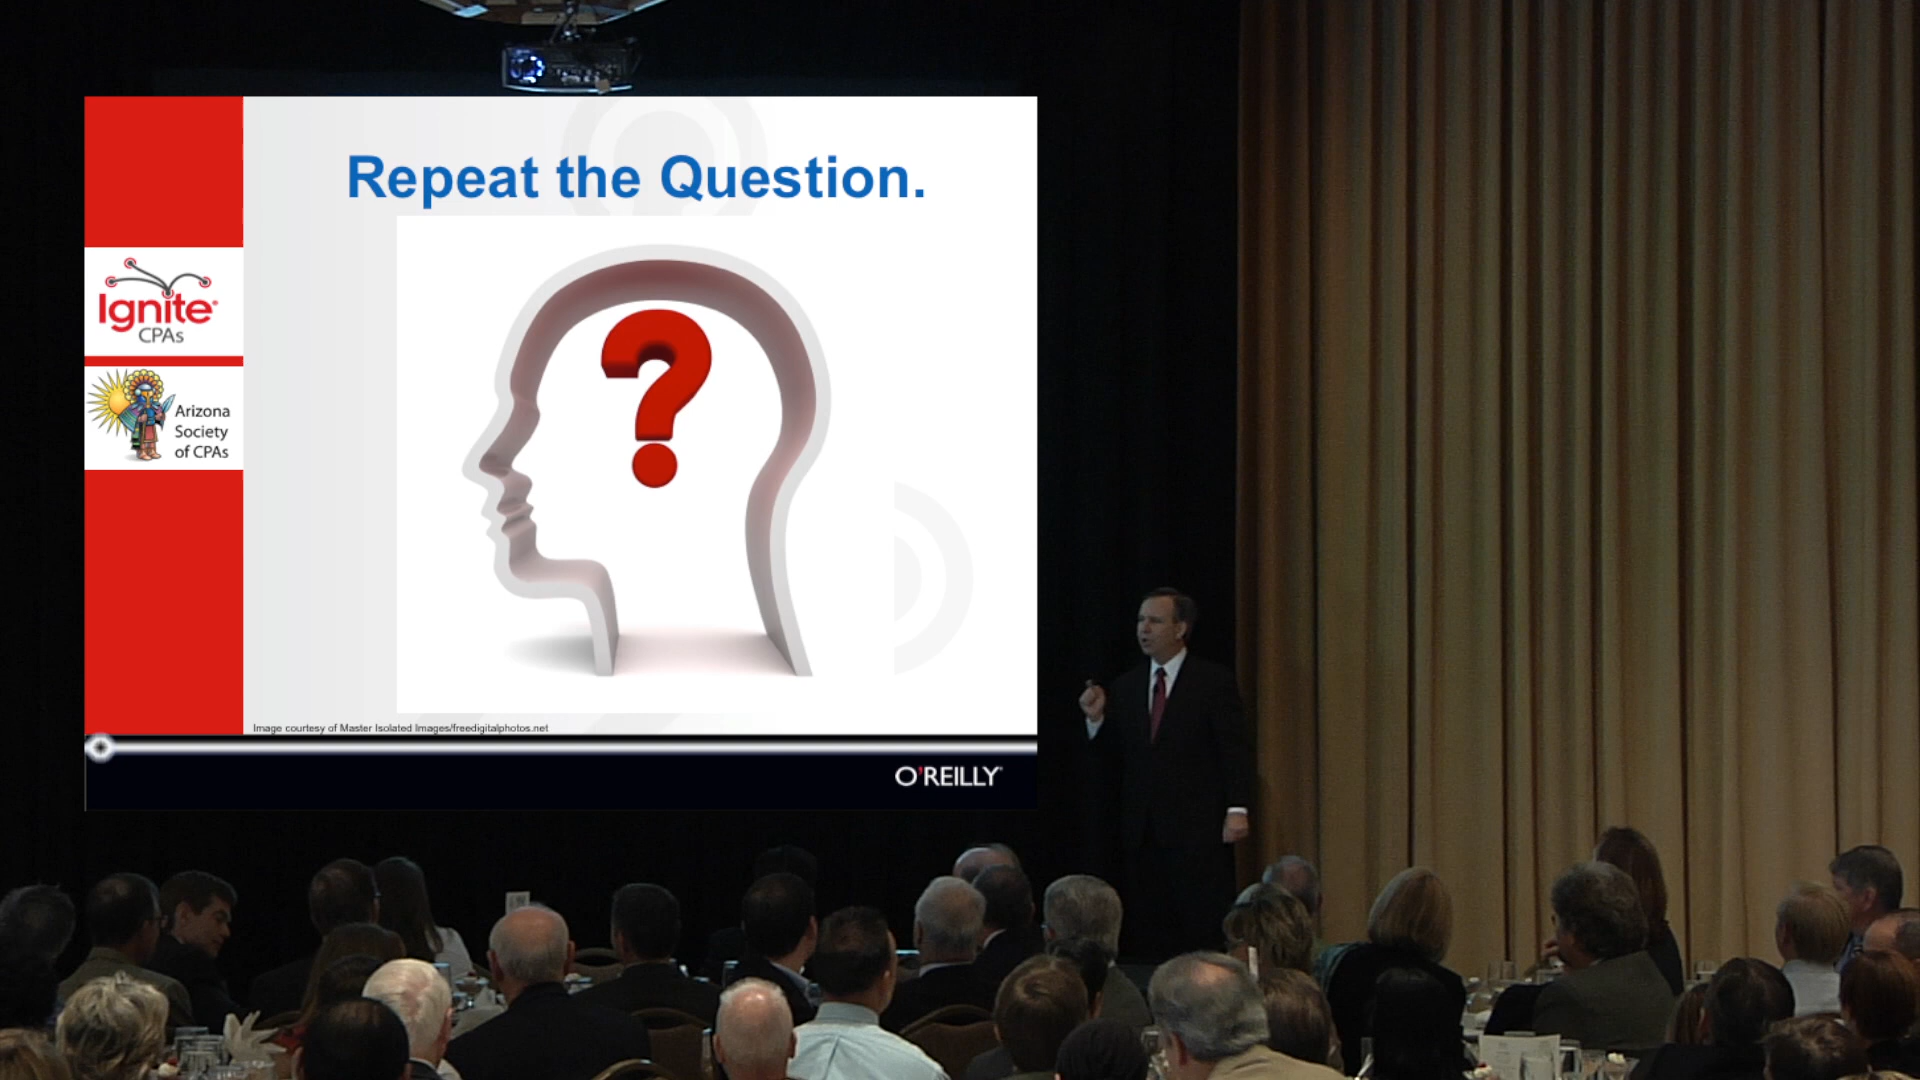 Repeat the Question.
Ignite
CPAs
Arizona
Society
of CPAs
Image courtesy of Master Isolated Images/freedigitalphotos.net
O'REILLY